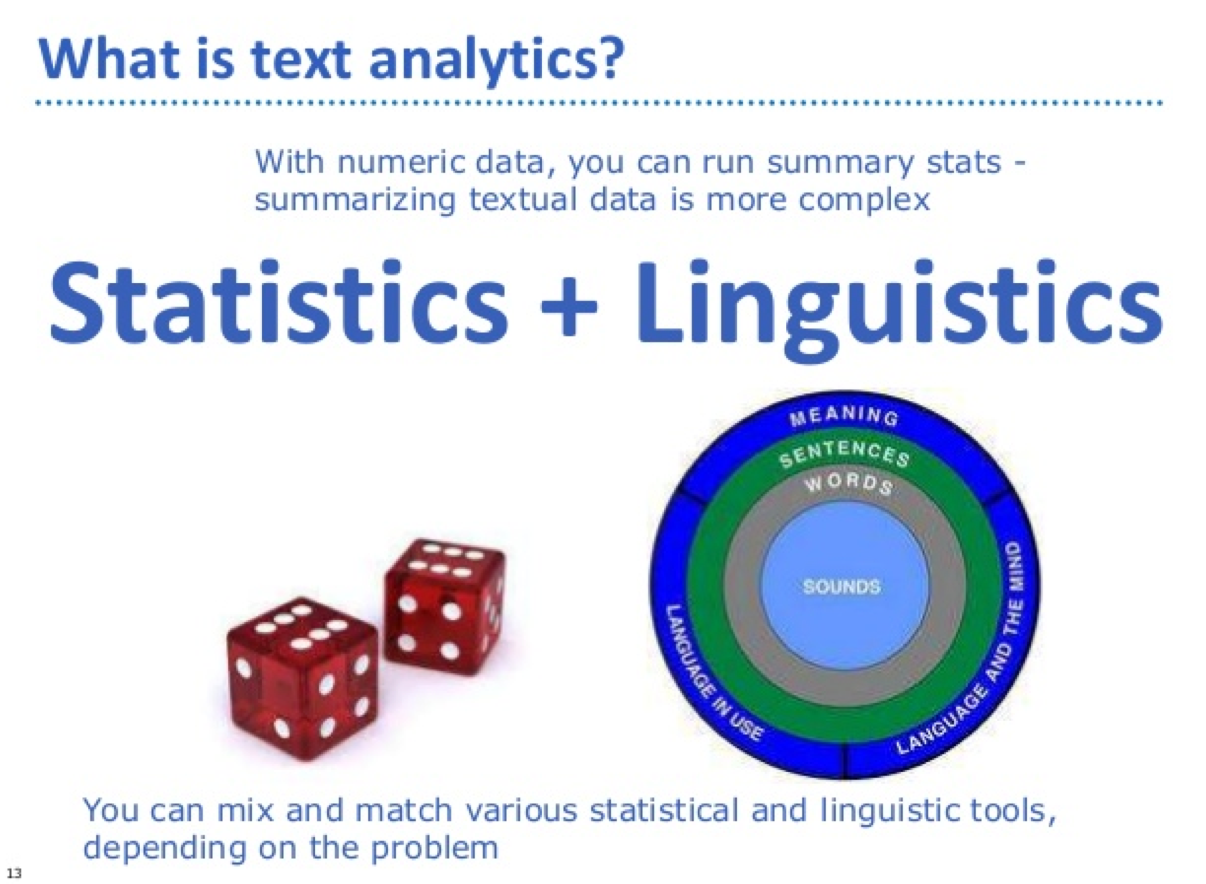 What is text analytics?
With numeric data, you can run summary stats -
summarizing textual data is more complex
Statistics + Linguistics
MEANING
SENTENCES
WORDS
SOUNDS
LANGUAGE IN USE
LANGUAGE AND THE MIND
You can mix and match various statistical and linguistic tools,
depending on the problem
13